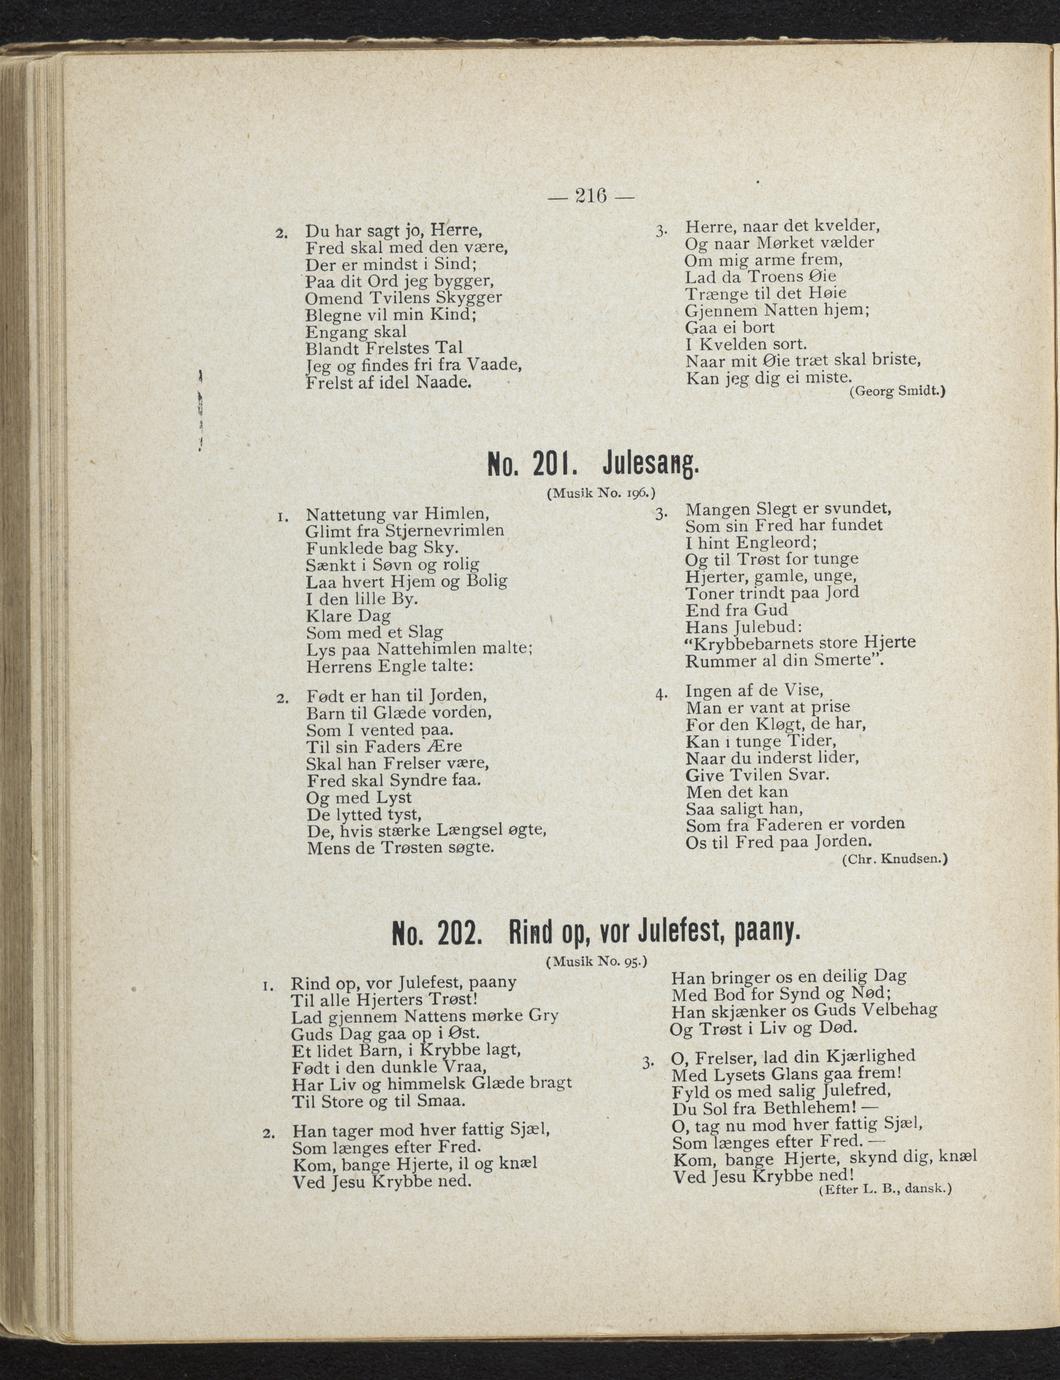 — 216 —
2. Du har sagt jo, Herre,
Fred skal med den være,
Der er mindst i Sind;
Paa dit Ord jeg bygger,
Omend Tvilens Skygger
Blegne vil min Kind;
Engang skal
Blandt Frelstes Tal
Jeg og findes fri fra Vaade,
Frelst af idel Naade.
3. Herre, naar det kvelder,
Og naar Mørket vælder
Om mig arme frem,
Lad da Troens Øie
Trænge til det Høie
Gjennem Natten hjem;
Gaa ei bort
I Kvelden sort.
Naar mit Øie træt skal briste,
Kan jeg dig ei miste.
(Georg Smidt.)
No. 201. Julesang.
(Musik No. 196.)
1. Nattetung var Himlen,
Glimt fra Stjernevrimlen
Funklede bag Sky.
Sænkt i Søvn og rolig
Laa hvert Hjem og Bolig
I den lille By.
Klare Dag
Som med et Slag
Lys paa Nattehimlen malte;
Herrens Engle talte:
2. Født er han til Jorden,
Barn til Glæde vorden,
Som I vented paa.
Til sin Faders Ære
Skal han Frelser være,
Fred skal Syndre faa.
Og med Lyst
De lytted tyst,
De, hvis stærke Længsel øgte,
Mens de Trøsten søgte.
3. Mangen Slegt er svundet,
Som sin Fred har fundet
I hint Engleord;
Og til Trøst for tunge
Hjerter, gamle, unge,
Toner trindt paa Jord
End fra Gud
Hans Julebud:
“Krybbebarnets store Hjerte
Rummer al din Smerte”.
4. Ingen af de Vise,
Man er vant at prise
For den Kløgt, de har,
Kan i tunge Tider,
Naar du inderst lider,
Give Tvilen Svar.
Men det kan
Saa saligt han,
Som fra Faderen er vorden
Os til Fred paa Jorden.
(Chr. Knudsen.)
No. 202. Rind op, vor Julefest, paany.
(Musik No. 95.)
1. Rind op, vor Julefest, paany
Til alle Hjerters Trøst!
Lad gjennem Nattens mørke Gry
Guds Dag gaa op i Øst.
Et lidet Barn, i Krybbe lagt,
Født i den dunkle Vraa,
Har Liv og himmelsk Glæde bragt
Til Store og til Smaa.
2. Han tager mod hver fattig Sjæl,
Som længes efter Fred.
Kom, bange Hjerte, il og knæl
Ved Jesu Krybbe ned.
Han bringer os en deilig Dag
Med Bod for Synd og Nød;
Han skjænker os Guds Velbehag
Og Trøst i Liv og Død.
3. O, Frelser, lad din Kjærlighed
Med Lysets Glans gaa frem!
Fyld os med salig Julefred,
Du Sol fra Bethlehem! —
O, tag nu mod hver fattig Sjæl,
Som længes efter Fred. —
Kom, bange Hjerte, skynd dig, knæl
Ved Jesu Krybbe ned!
(Efter L. B., dansk.)